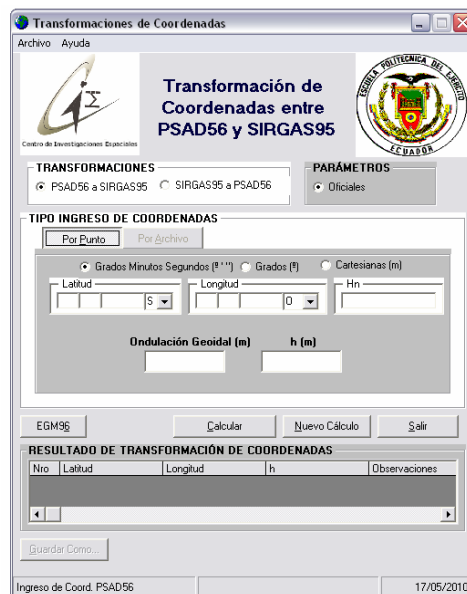 Transformaciones de Coordenadas
Archivo Ayuda
Centro de Investigaciones Espaciales
Transformación de
Coordenadas entre
PSAD56 y SIRGAS95
ESCUELA POLITECNICA DEL EJERCITO
ECUADOR
TRANSFORMACIONES
PSAD56 a SIRGAS95 SIRGAS95 a PSAD56
PARÁMETROS
Oficiales
TIPO INGRESO DE COORDENADAS
Por Punto Por Archivo
Grados Minutos Segundos (º ' '') Grados (º) Cartesianas (m)
Latitud Longitud Hn
S O
Ondulación Geoidal (m) h (m)
EGM96 Calcular Nuevo Cálculo Salir
RESULTADO DE TRANSFORMACIÓN DE COORDENADAS
Nro Latitud Longitud h Observaciones
Guardar Como...
Ingreso de Coord. PSAD56 17/05/2010